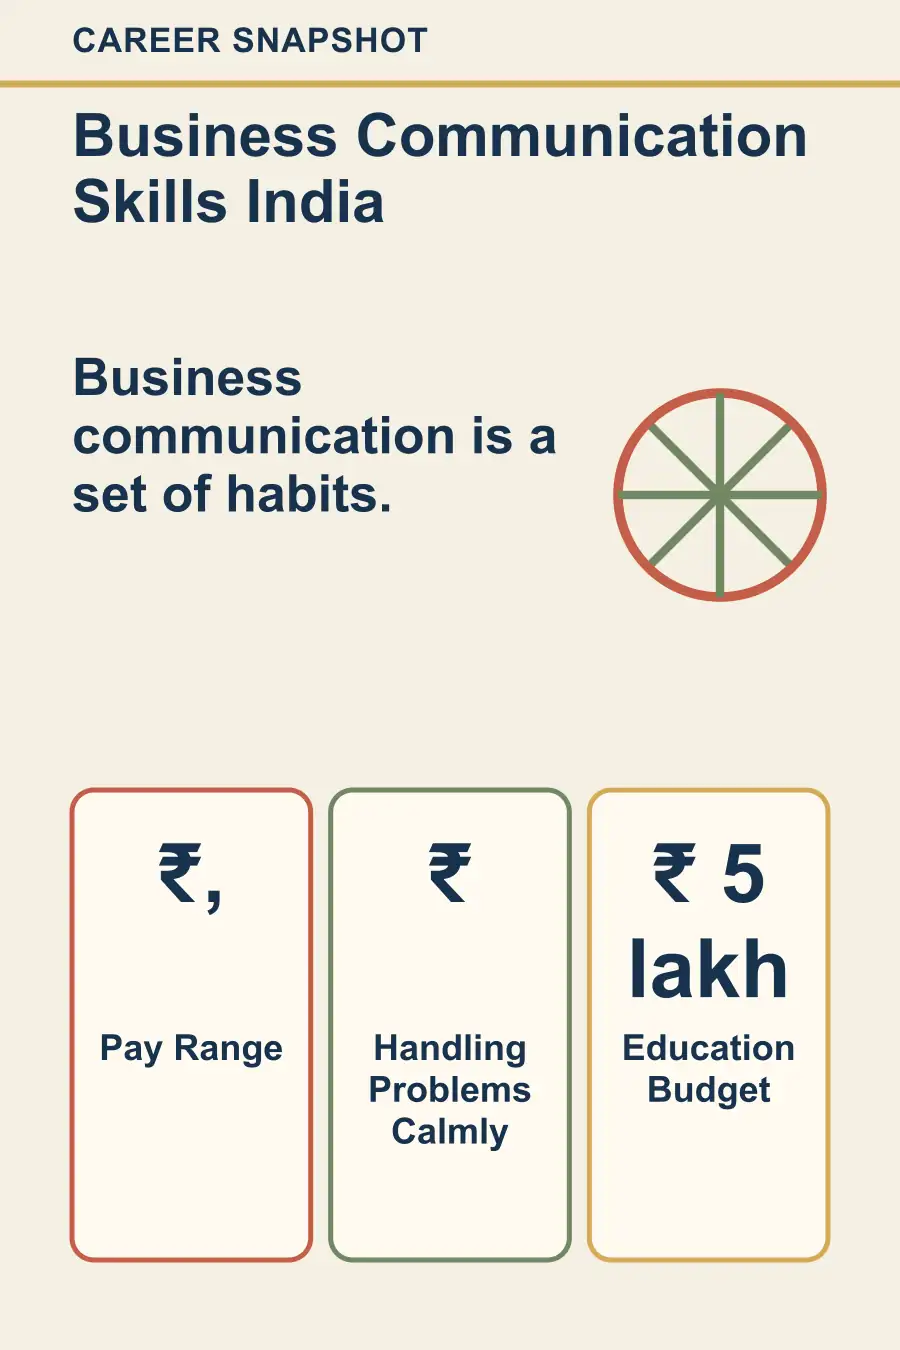 CAREER SNAPSHOT
Business Communication
Skills India
Business
communication is a
set of habits.
₹,
Pay Range
₹
Handling
Problems
Calmly
₹ 5
lakh
Education
Budget